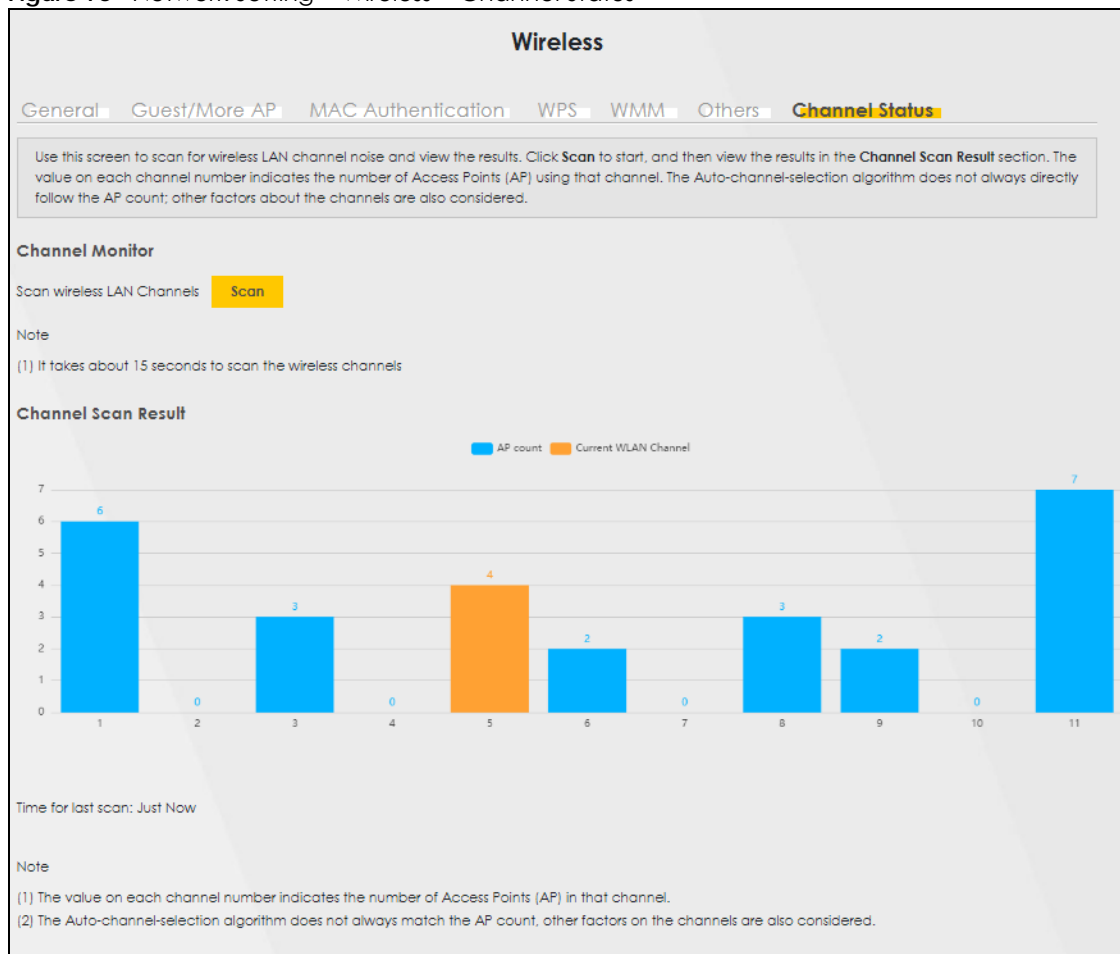 Wireless
General Guest/More AP MAC Authentication WPS WMM Others Channel Status
Use this screen to scan for wireless LAN channel noise and view the results. Click Scan to start, and then view the results in the Channel Scan Result section. The
value on each channel number indicates the number of Access Points (AP) using that channel. The Auto-channel-selection algorithm does not always directly
follow the AP count; other factors about the channels are also considered.
Channel Monitor
Scan wireless LAN Channels Scan
Note
(1) It takes about 15 seconds to scan the wireless channels
Channel Scan Result
AP count Current WLAN Channel
7
6
5
4
3
2
1
0
6 0 3 0 4 2 0 3 2 0 7
1 2 3 4 5 6 7 8 9 10 11
Time for last scan: Just Now
Note
(1) The value on each channel number indicates the number of Access Points (AP) in that channel.
(2) The Auto-channel-selection algorithm does not always match the AP count, other factors on the channels are also considered.